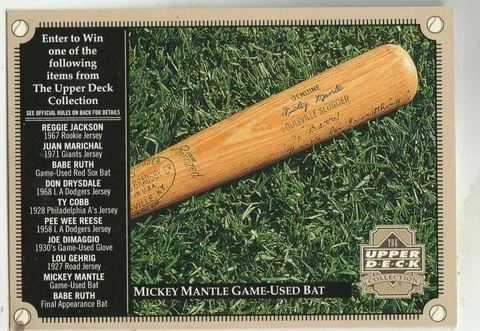 Enter to Win
one of the
following
items from
The Upper Deck
Collection
SEE OFFICIAL RULES ON BACK FOR DETAILS
REGGIE JACKSON
1967 Rookie Jersey
JUAN MARICHAL
1971 Giants Jersey
BABE RUTH
Game-Used Red Sox Bat
DON DRYSDALE
1968 L A Dodgers Jersey
TY COBB
1928 Philadelphia A's Jersey
PEE WEE REESE
1958 L A Dodgers Jersey
JOE DIMAGGIO
1930's Game-Used Glove
LOU GEHRIG
1927 Road Jersey
MICKEY MANTLE
Game-Used Bat
BABE RUTH
Final Appearance Bat
GENUINE
Mickey Mantle
LOUISVILLE SLUGGER
MICKEY MANTLE GAME-USED BAT
THE
UPPER
DECK
COLLECTION